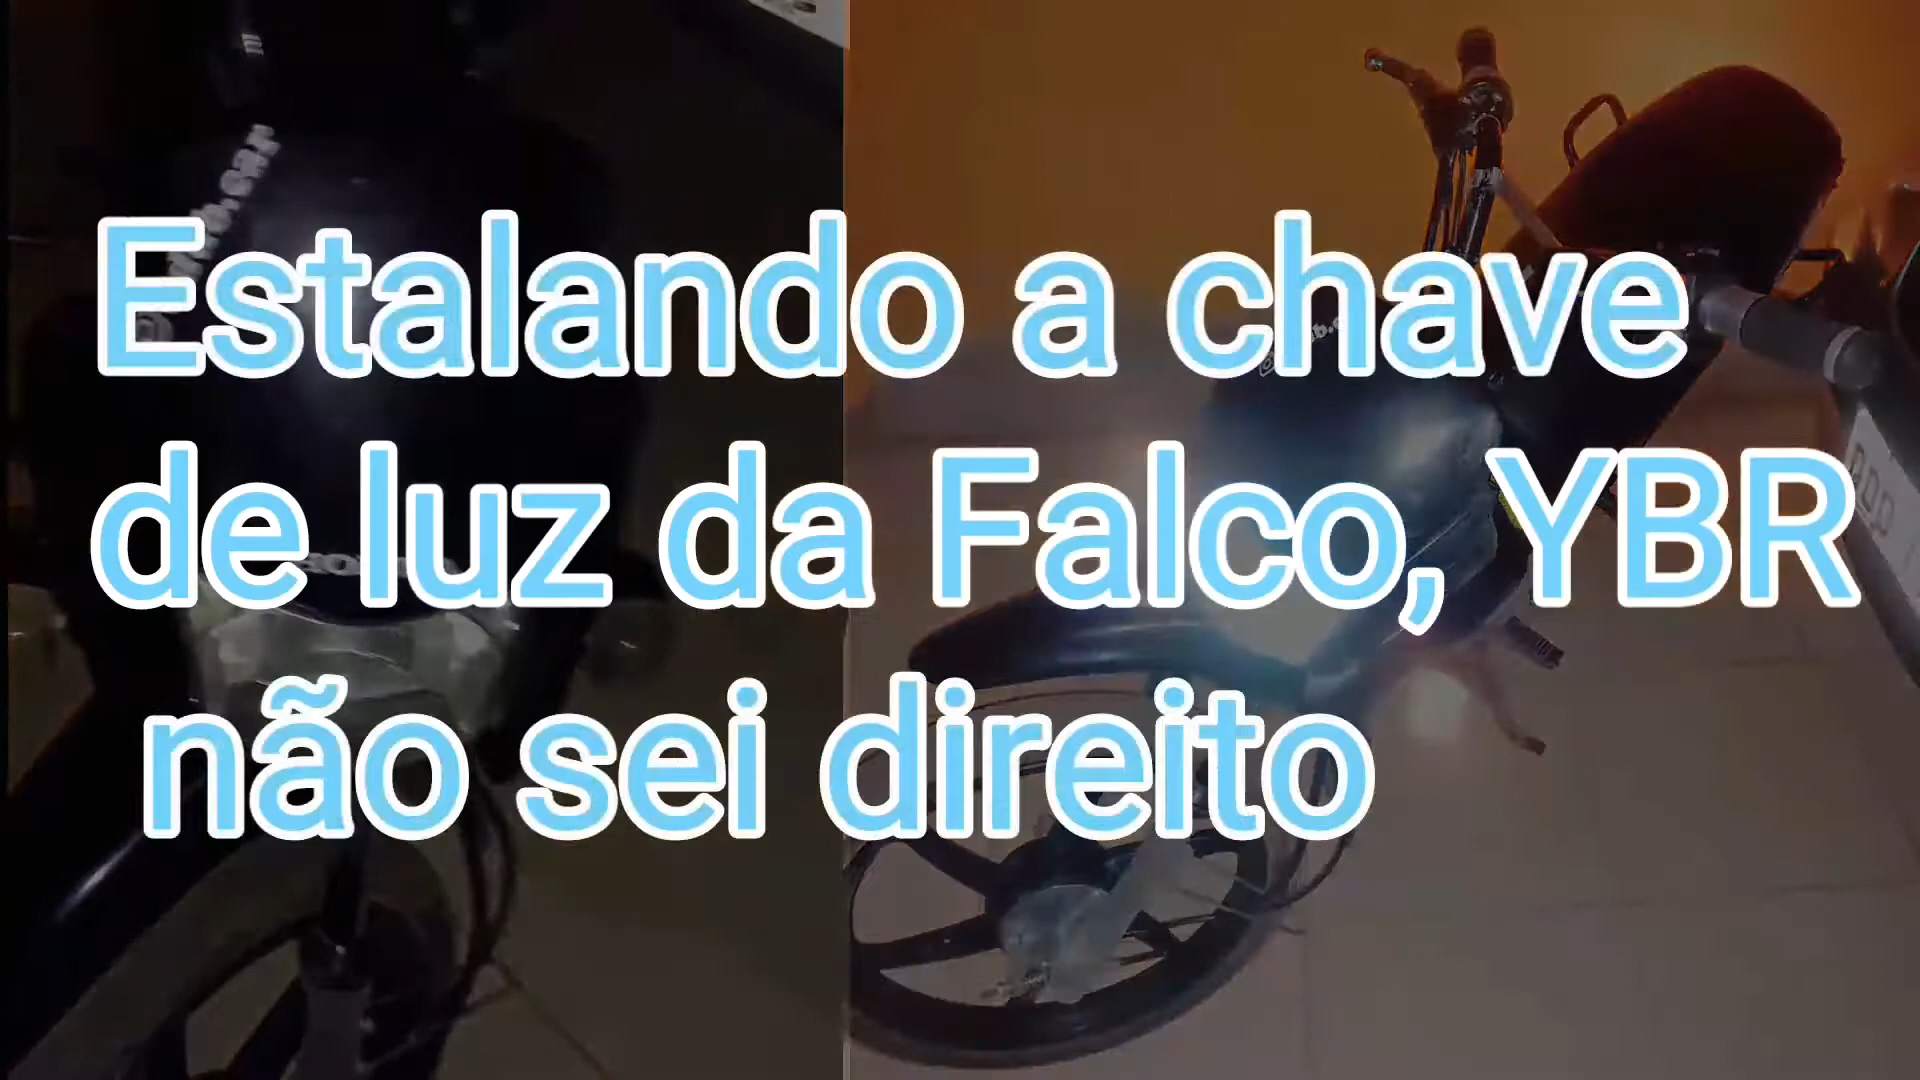 Estalando a chave
de luz da Falco, YBR
não sei direito